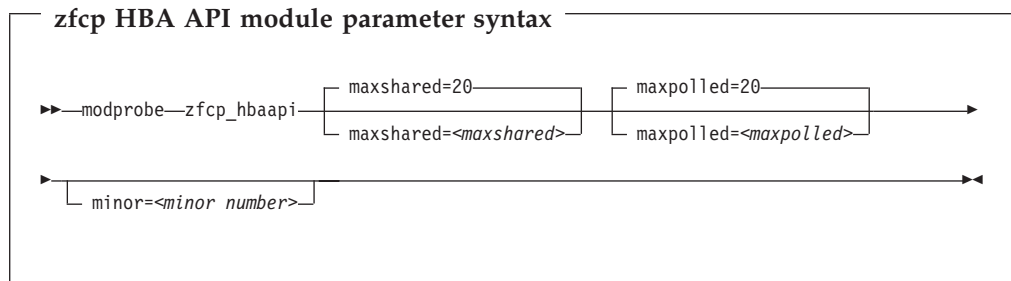 zfcp HBA API module parameter syntax
maxshared=20 maxpolled=20
modprobe zfcp_hbaapi
maxshared=<maxshared> maxpolled=<maxpolled>
minor=<minor number>